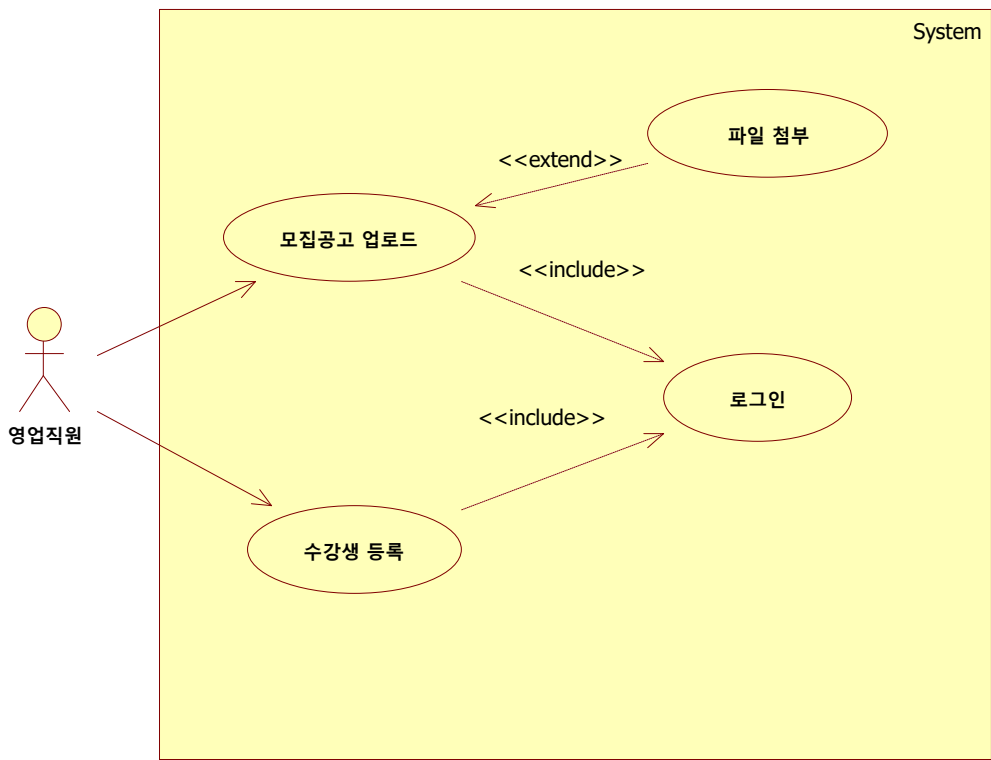 System
파일 첨부
<<extend>>
모집공고 업로드
<<include>>
로그인
<<include>>
영업직원
수강생 등록